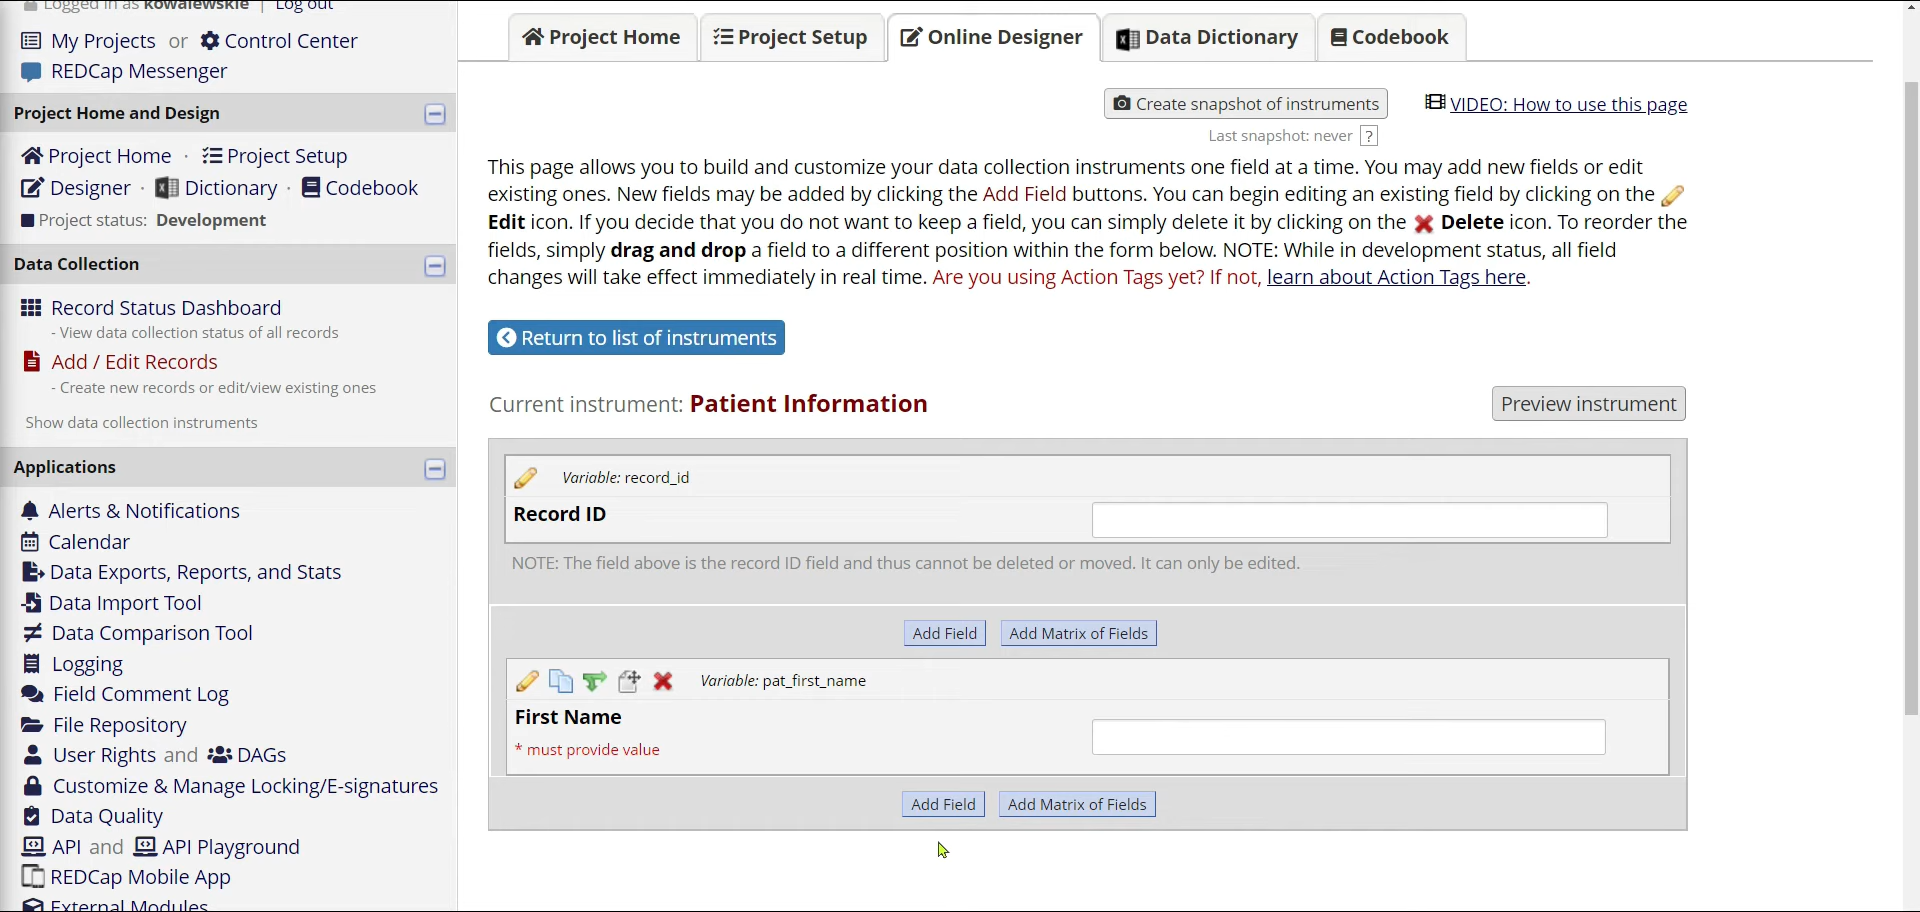 Logged in as kowalewskie | Log out
My Projects or Control Center
REDCap Messenger
Project Home and Design
Project Home · Project Setup
Designer · Dictionary · Codebook
Project status: Development
Data Collection
Record Status Dashboard
- View data collection status of all records
Add / Edit Records
- Create new records or edit/view existing ones
Show data collection instruments
Applications
Alerts & Notifications
Calendar
Data Exports, Reports, and Stats
Data Import Tool
Data Comparison Tool
Logging
Field Comment Log
File Repository
User Rights and DAGs
Customize & Manage Locking/E-signatures
Data Quality
API and API Playground
REDCap Mobile App
External Modules
Project Home
Project Setup
Online Designer
Data Dictionary
Codebook
Create snapshot of instruments
VIDEO: How to use this page
Last snapshot: never ?
This page allows you to build and customize your data collection instruments one field at a time. You may add new fields or edit
existing ones. New fields may be added by clicking the Add Field buttons. You can begin editing an existing field by clicking on the
Edit icon. If you decide that you do not want to keep a field, you can simply delete it by clicking on the Delete icon. To reorder the
fields, simply drag and drop a field to a different position within the form below. NOTE: While in development status, all field
changes will take effect immediately in real time. Are you using Action Tags yet? If not, learn about Action Tags here.
Return to list of instruments
Current instrument: Patient Information
Preview instrument
Variable: record_id
Record ID
NOTE: The field above is the record ID field and thus cannot be deleted or moved. It can only be edited.
Add Field
Add Matrix of Fields
Variable: pat_first_name
First Name
* must provide value
Add Field
Add Matrix of Fields